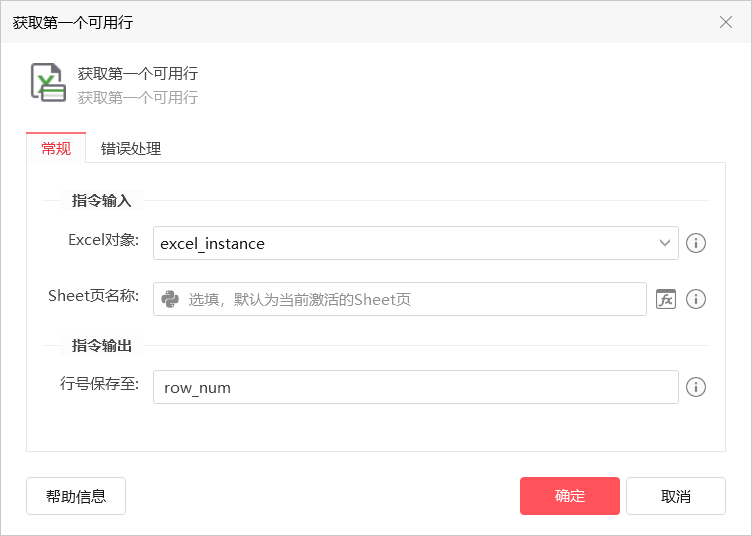 获取第一个可用行
获取第一个可用行
获取第一个可用行
常规 错误处理
指令输入
Excel对象: excel_instance
Sheet页名称: 选填，默认为当前激活的Sheet页 fx
指令输出
行号保存至: row_num
帮助信息 确定 取消